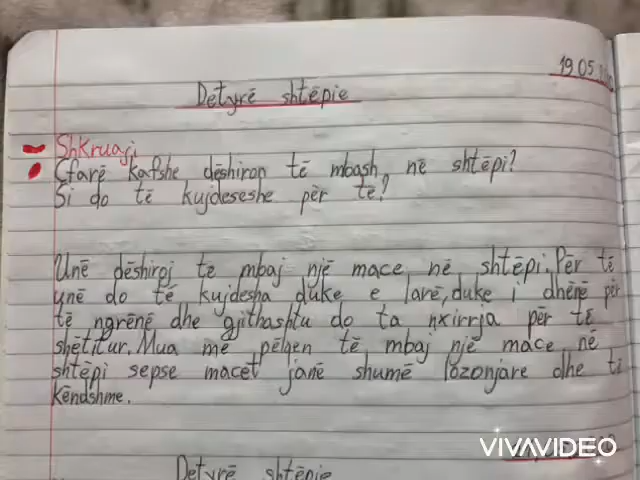 19.05
Detyrë shtëpie
Shkruaj
Çfarë kafshe dëshiron të mbash në shtëpi?
Si do të kujdeseshe për të?
Unë dëshiroj të mbaj një mace në shtëpi. Për të
unë do të kujdesha duke e larë, duke i dhënë për
të ngrënë dhe gjithashtu do ta nxirrja për të
shëtitur. Mua më pëlqen të mbaj një mace në
shtëpi sepse macet janë shumë lozonjare dhe të
këndshme.
VIVAVIDEO
Detyrë shtëpie